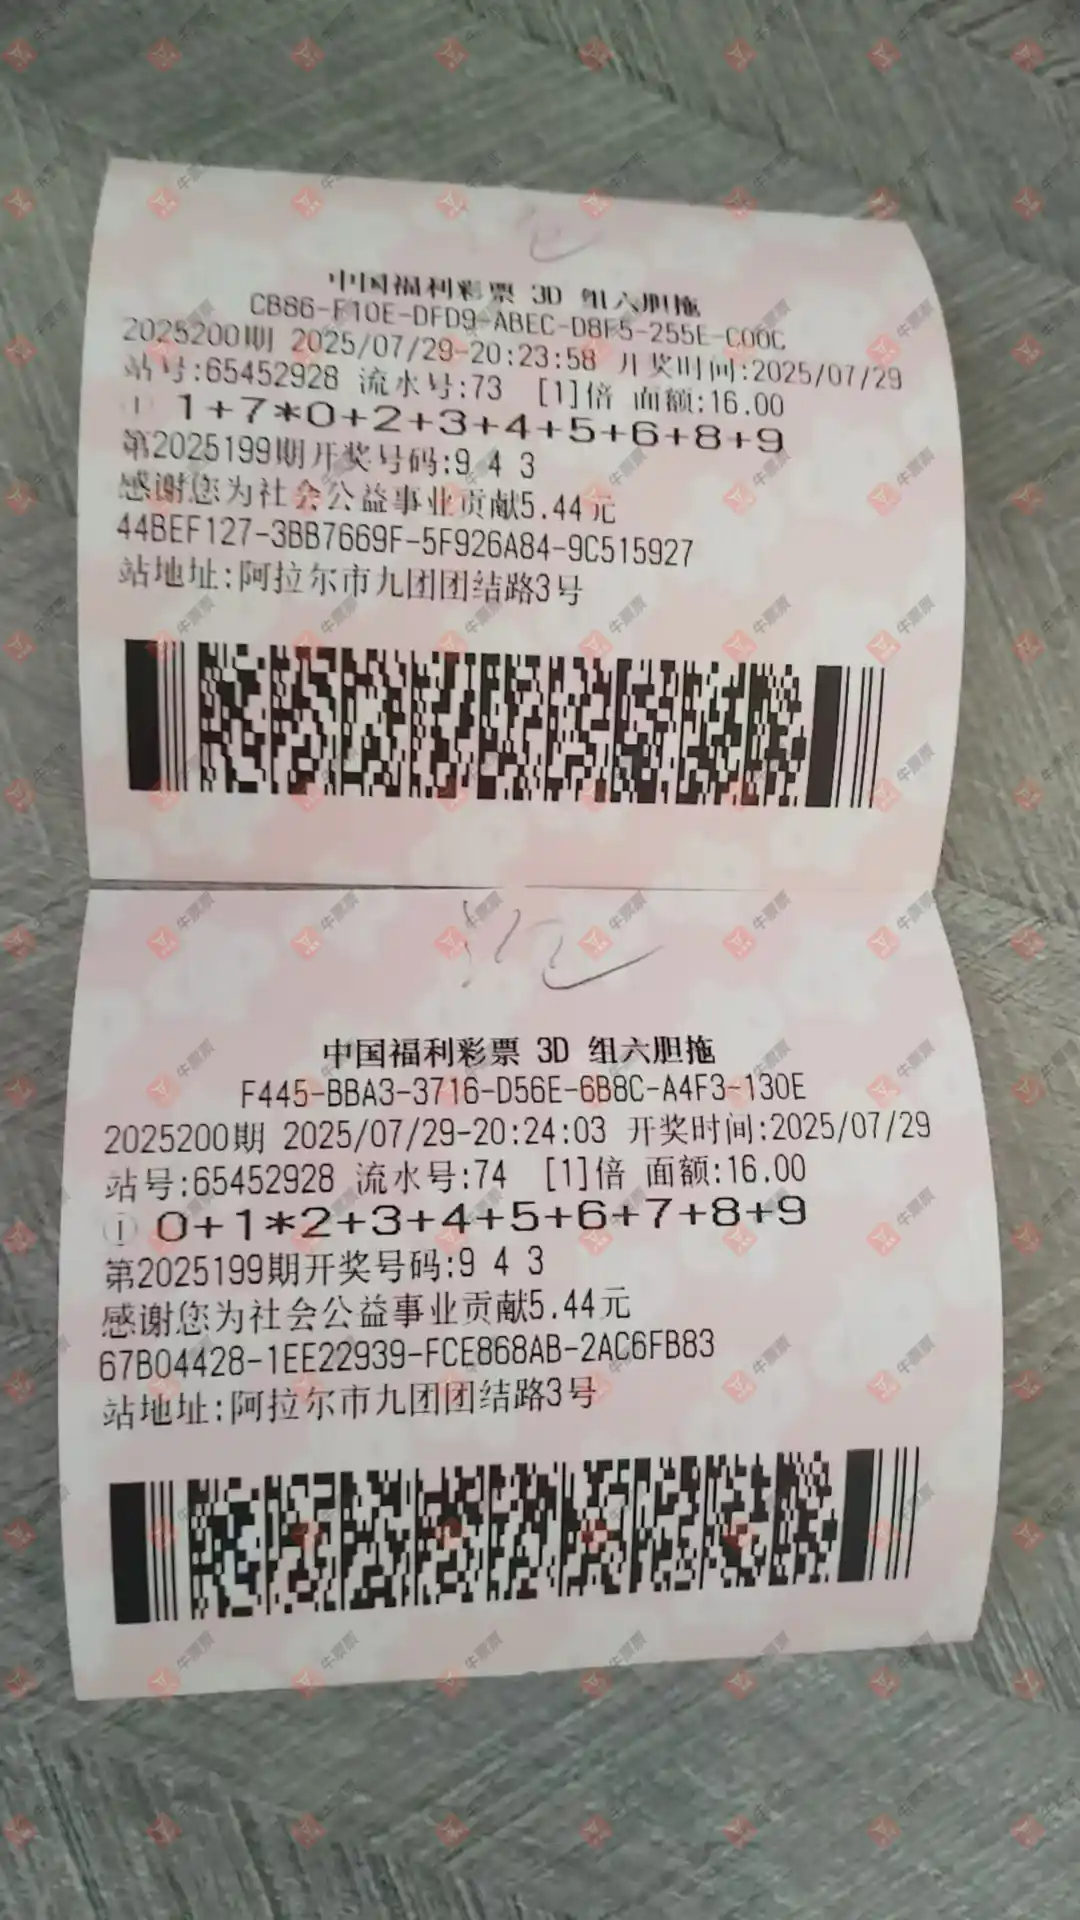 中国福利彩票 3D 组六胆拖
CB86-F10E-DFD9-ABEC-D8F5-255E-C00C
2025200期 2025/07/29-20:23:58 开奖时间:2025/07/29
站号:65452928 流水号:73 [1]倍 面额:16.00
① 1+7*0+2+3+4+5+6+8+9
第2025199期开奖号码:9 4 3
感谢您为社会公益事业贡献5.44元
44BEF127-3BB7669F-5F926A84-9C515927
站地址:阿拉尔市九团团结路3号
中国福利彩票 3D 组六胆拖
F445-BBA3-3716-D56E-6B8C-A4F3-130E
2025200期 2025/07/29-20:24:03 开奖时间:2025/07/29
站号:65452928 流水号:74 [1]倍 面额:16.00
① 0+1*2+3+4+5+6+7+8+9
第2025199期开奖号码:9 4 3
感谢您为社会公益事业贡献5.44元
67B04428-1EE22939-FCE868AB-2AC6FB83
站地址:阿拉尔市九团团结路3号
牛票票